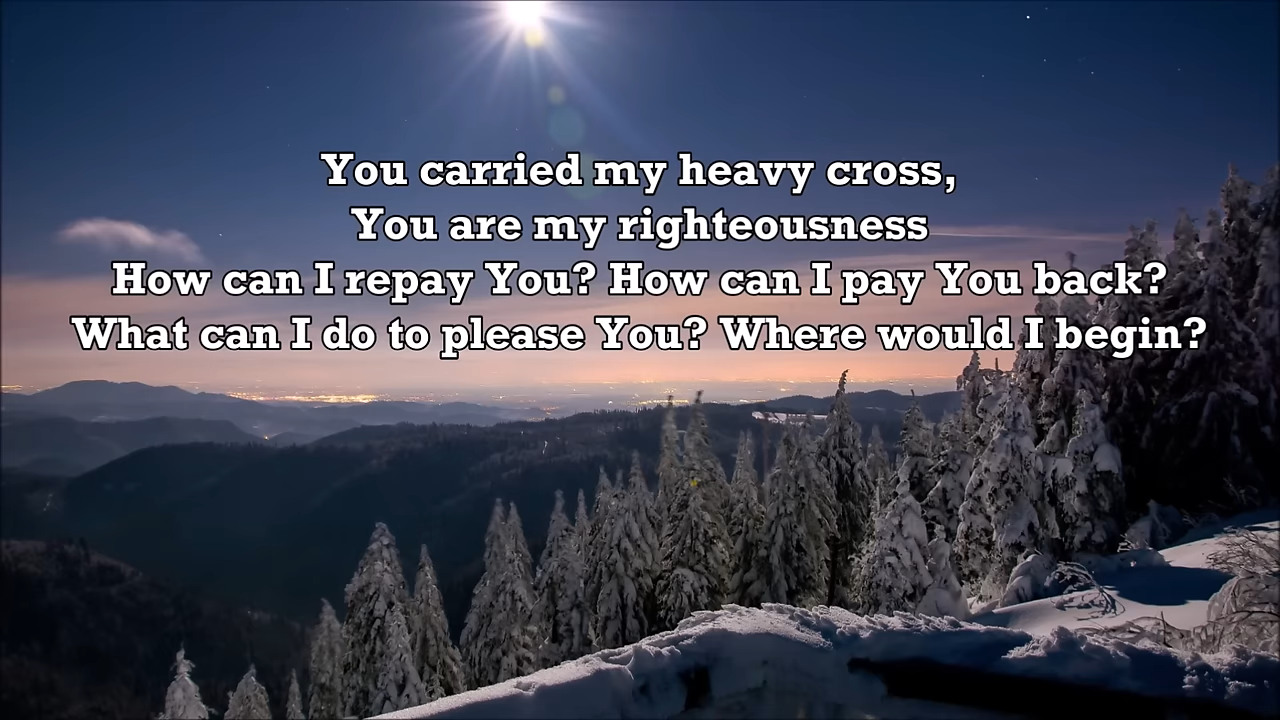 You carried my heavy cross,
You are my righteousness
How can I repay You? How can I pay You back?
What can I do to please You? Where would I begin?